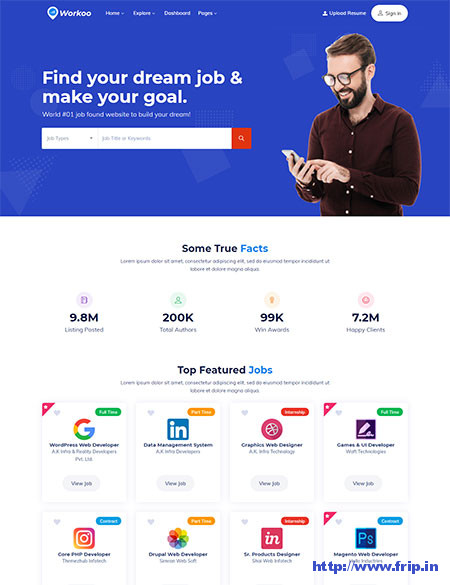 Workoo
Home
Explore
Dashboard
Pages
Upload Resume
Sign In
Find your dream job &
make your goal.
World #01 job found website to build your dream!
Job Types
Job Title or Keywords
Some True Facts
Lorem ipsum dolor sit amet, consectetur adipiscing elit, sed do eiusmod tempor incididunt ut
labore et dolore magna aliqua.
9.8M
200K
99K
7.2M
Listing Posted
Total Authors
Win Awards
Happy Clients
Top Featured Jobs
Lorem ipsum dolor sit amet, consectetur adipiscing elit, sed do eiusmod tempor incididunt ut
labore et dolore magna aliqua.
Full Time
Part Time
Internship
Full Time
WordPress Web Developer
Data Management System
Graphics Web Designer
Games & UI Developer
A.K Infra & Reality Developers
Pvt. Ltd.
A.K Infra Developers
A.K. Infra Technology
Waft Technologies
View Job
View Job
View Job
View Job
Contract
Part Time
Internship
Contract
Core PHP Developer
Drupal Web Developer
Sr. Products Designer
Magento Web Developer
Themezhub Infotech
Shiai Web Infotech
http://www.frip.in